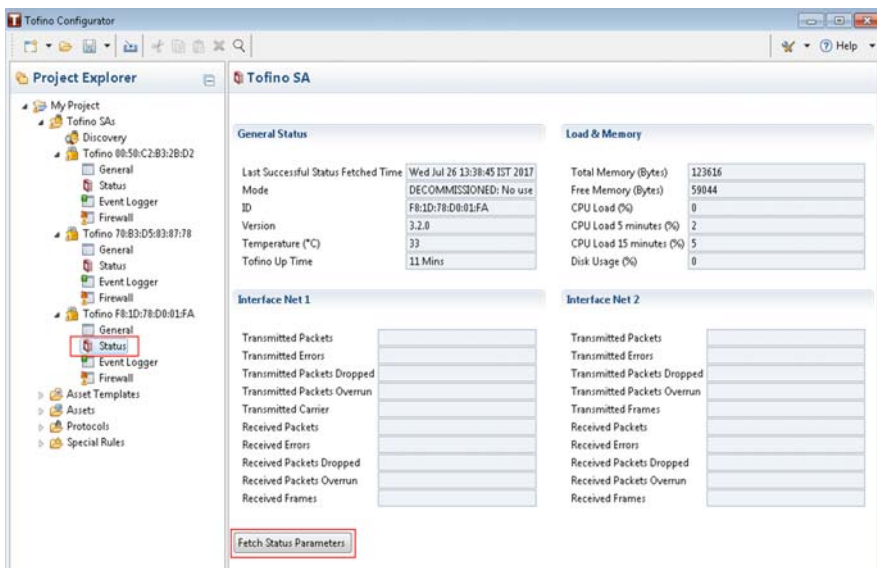 Tofino Configurator
Help
Project Explorer
My Project
Tofino SAs
Discovery
Tofino 00:50:C2:B3:2B:D2
General
Status
Event Logger
Firewall
Tofino 70:B3:D5:83:87:78
General
Status
Event Logger
Firewall
Tofino F8:1D:78:D0:01:FA
General
Status
Event Logger
Firewall
Asset Templates
Assets
Protocols
Special Rules
Tofino SA
General Status
Last Successful Status Fetched Time Wed Jul 26 13:38:45 IST 2017
Mode DECOMMISSIONED: No use
ID F8:1D:78:D0:01:FA
Version 3.2.0
Temperature (°C) 33
Tofino Up Time 11 Mins
Load & Memory
Total Memory (Bytes) 123616
Free Memory (Bytes) 59044
CPU Load (%) 0
CPU Load 5 minutes (%) 2
CPU Load 15 minutes (%) 5
Disk Usage (%) 0
Interface Net 1
Transmitted Packets
Transmitted Errors
Transmitted Packets Dropped
Transmitted Packets Overrun
Transmitted Carrier
Received Packets
Received Errors
Received Packets Dropped
Received Packets Overrun
Received Frames
Interface Net 2
Transmitted Packets
Transmitted Errors
Transmitted Packets Dropped
Transmitted Packets Overrun
Transmitted Frames
Received Packets
Received Errors
Received Packets Dropped
Received Packets Overrun
Received Frames
Fetch Status Parameters